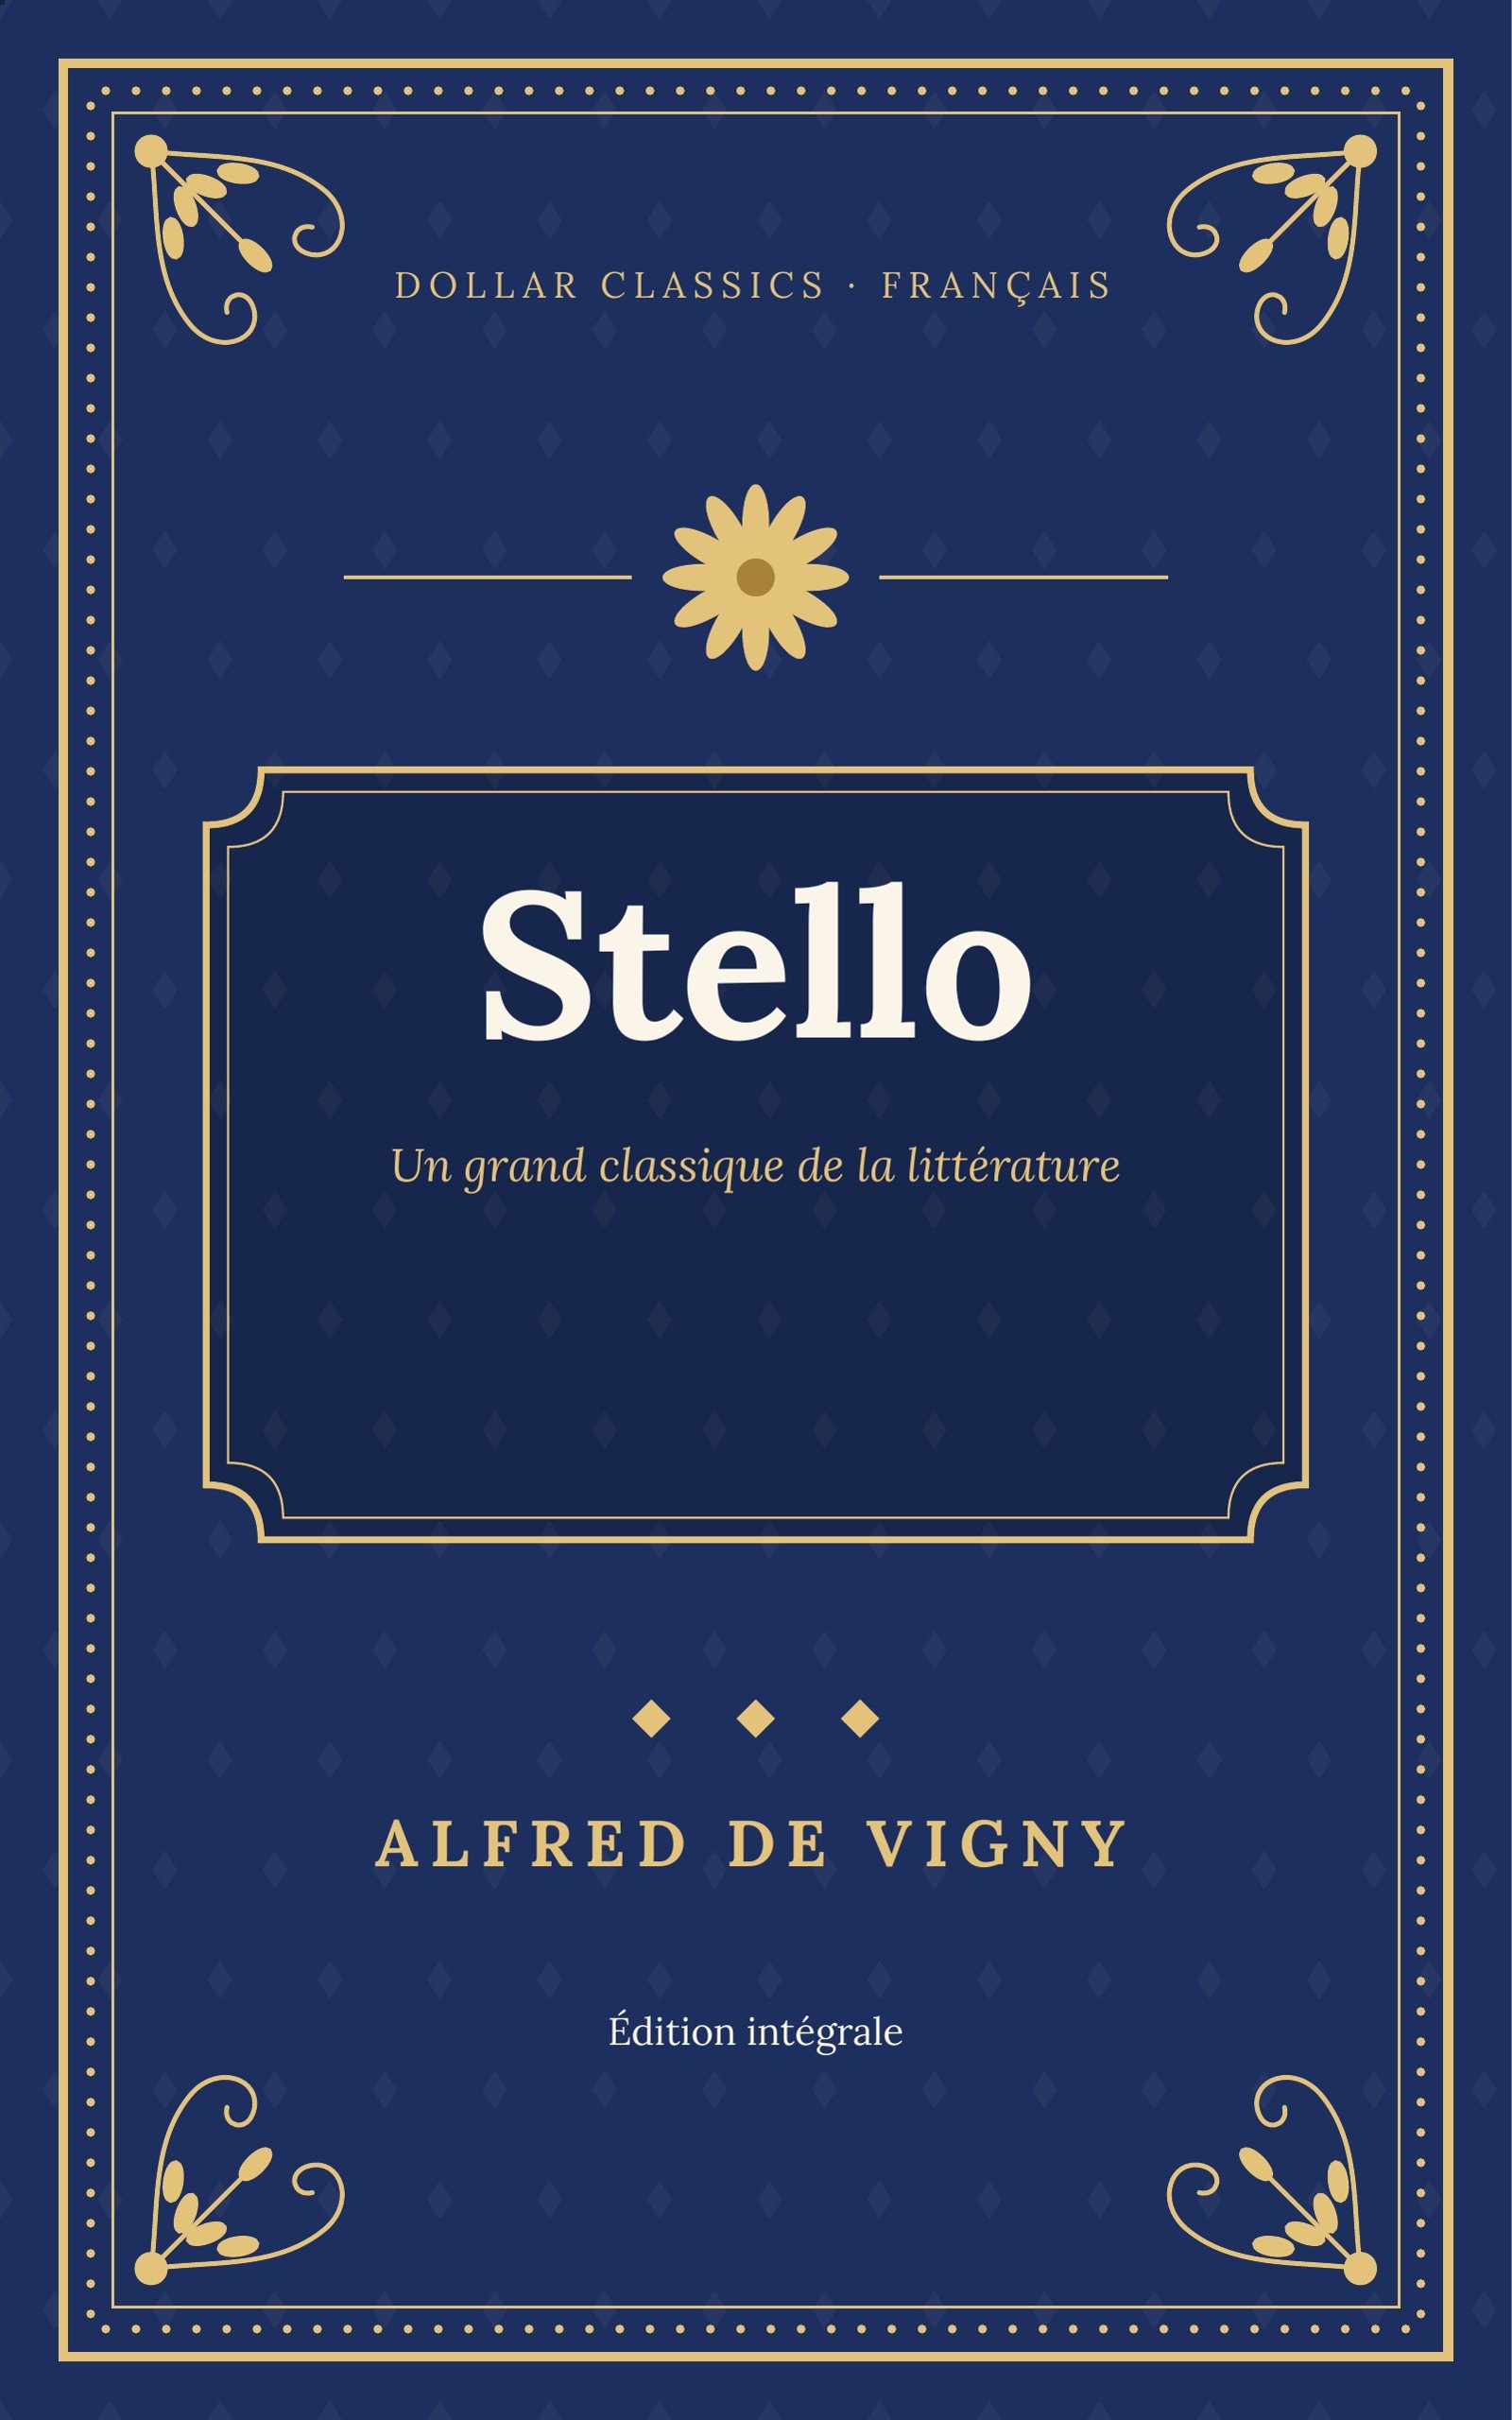 DOLLAR CLASSICS · FRANÇAIS
Stello
Un grand classique de la littérature
ALFRED DE VIGNY
Édition intégrale